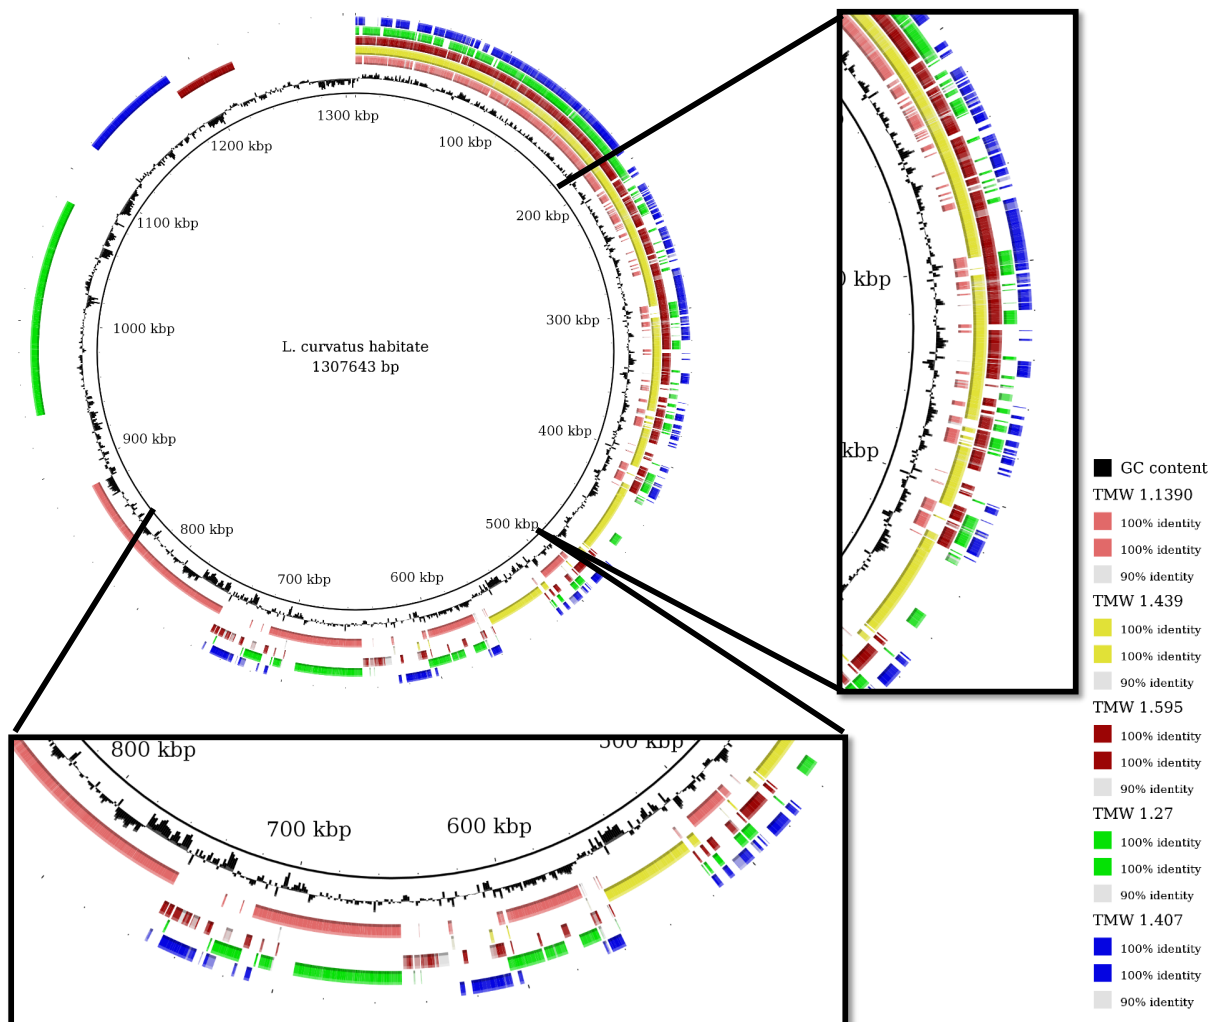 1300 kbp
100 kbp
200 kbp
300 kbp
400 kbp
500 kbp
600 kbp
700 kbp
800 kbp
900 kbp
1000 kbp
1100 kbp
1200 kbp
L. curvatus habitate
1307643 bp
kbp
kbp
800 kbp
700 kbp
600 kbp
500 kbp
GC content
TMW 1.1390
100% identity
100% identity
90% identity
TMW 1.439
100% identity
100% identity
90% identity
TMW 1.595
100% identity
100% identity
90% identity
TMW 1.27
100% identity
100% identity
90% identity
TMW 1.407
100% identity
100% identity
90% identity